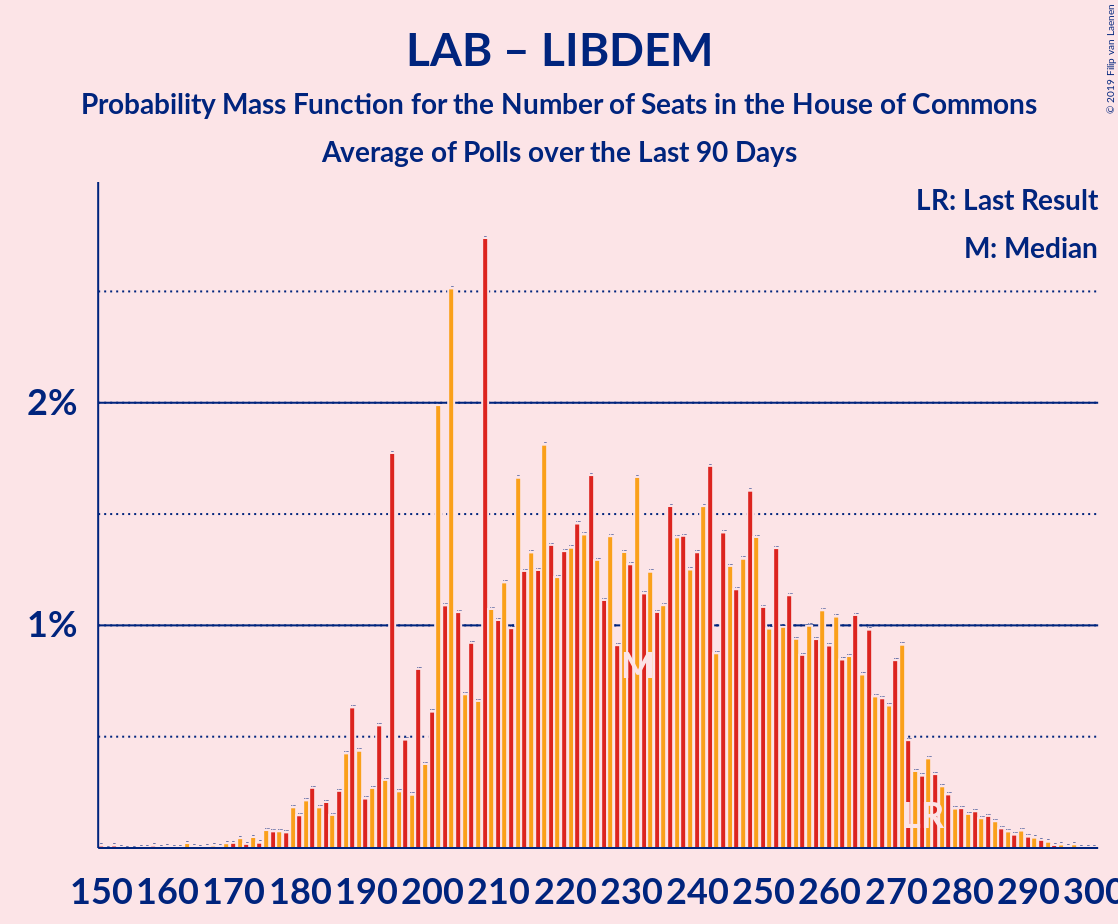 LAB – LIBDEM
Probability Mass Function for the Number of Seats in the House of Commons
Average of Polls over the Last 90 Days
© 2019 Filip van Laenen
LR: Last Result
M: Median
2%
1%
M
LR
150 160 170 180 190 200 210 220 230 240 250 260 270 280 290 300